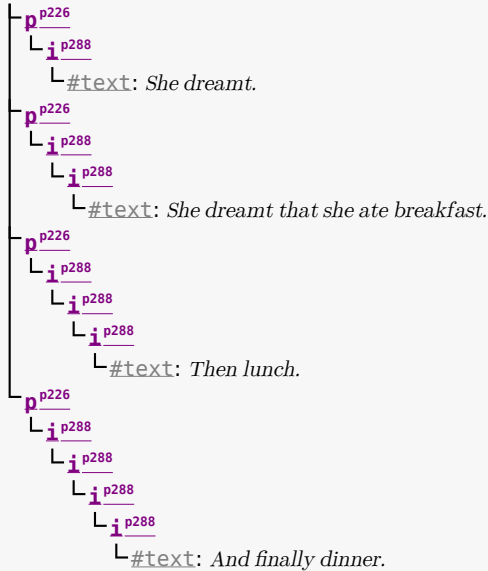 p p226
i p288
#text: She dreamt.
p p226
i p288
i p288
#text: She dreamt that she ate breakfast.
p p226
i p288
i p288
i p288
#text: Then lunch.
p p226
i p288
i p288
i p288
i p288
#text: And finally dinner.